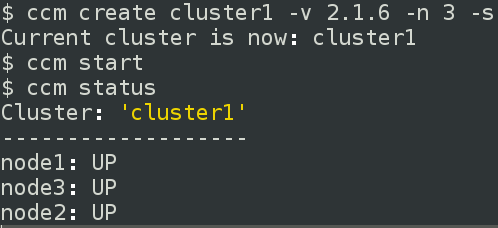 $ ccm create cluster1 -v 2.1.6 -n 3 -s
Current cluster is now: cluster1
$ ccm start
$ ccm status
Cluster: 'cluster1'
-------------------
node1: UP
node3: UP
node2: UP